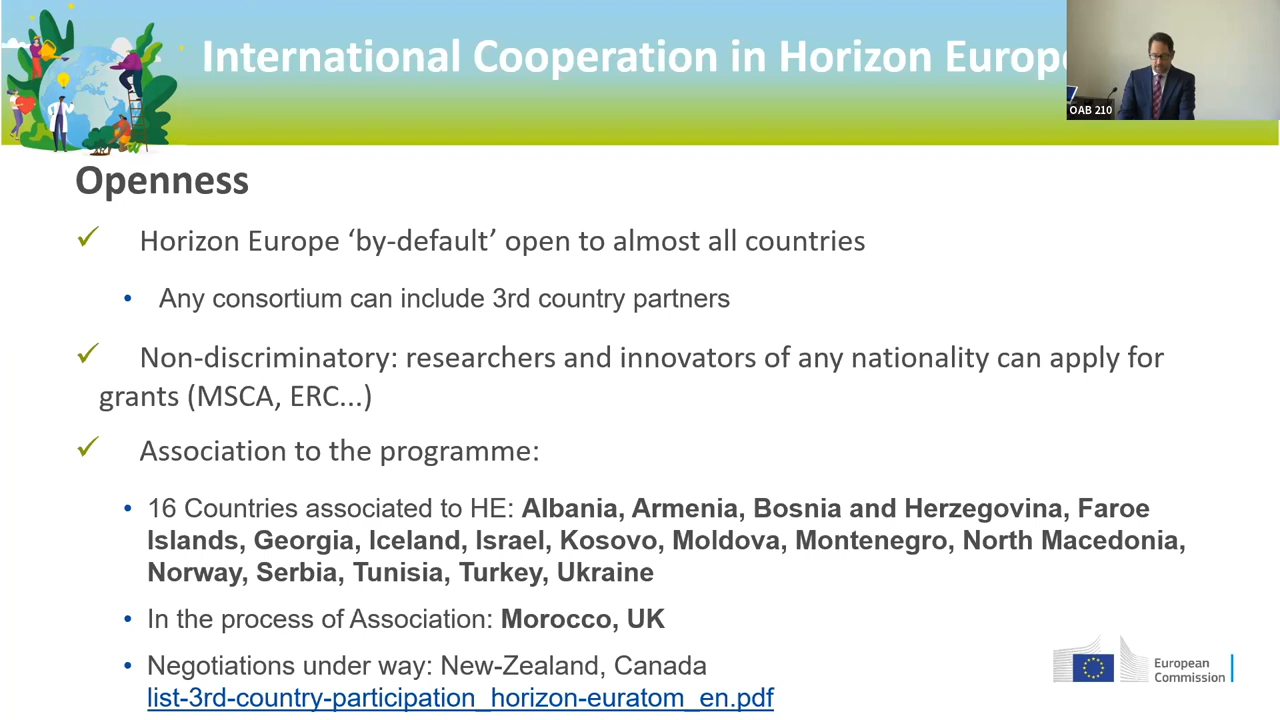 International Cooperation in Horizon Europe
OAB 210
Openness
✓ Horizon Europe ‘by-default’ open to almost all countries
• Any consortium can include 3rd country partners
✓ Non-discriminatory: researchers and innovators of any nationality can apply for
grants (MSCA, ERC...)
✓ Association to the programme:
• 16 Countries associated to HE: Albania, Armenia, Bosnia and Herzegovina, Faroe
Islands, Georgia, Iceland, Israel, Kosovo, Moldova, Montenegro, North Macedonia,
Norway, Serbia, Tunisia, Turkey, Ukraine
• In the process of Association: Morocco, UK
• Negotiations under way: New-Zealand, Canada
list-3rd-country-participation_horizon-euratom_en.pdf
European
Commission